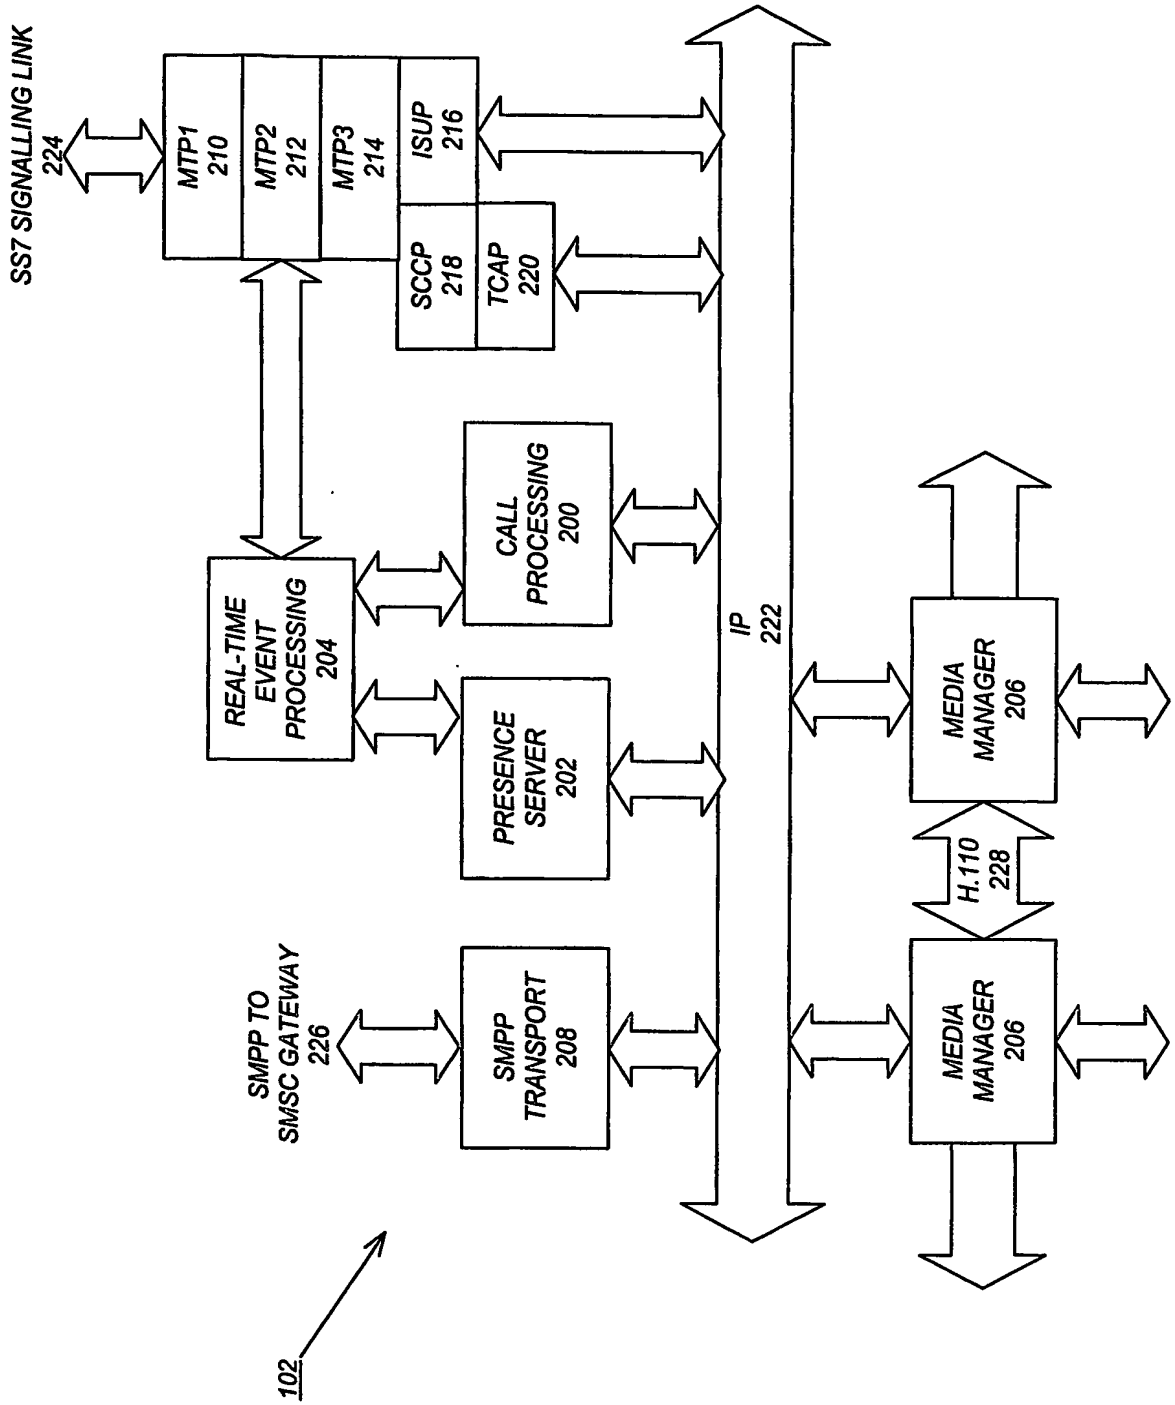 102
SMPP TO
SMSC GATEWAY
226
SS7 SIGNALLING LINK
224
REAL-TIME
EVENT
PROCESSING
204
MTP1
210
MTP2
212
MTP3
214
ISUP
216
SCCP
218
TCAP
220
SMPP
TRANSPORT
208
PRESENCE
SERVER
202
CALL
PROCESSING
200
IP
222
MEDIA
MANAGER
206
H.110
228
MEDIA
MANAGER
206